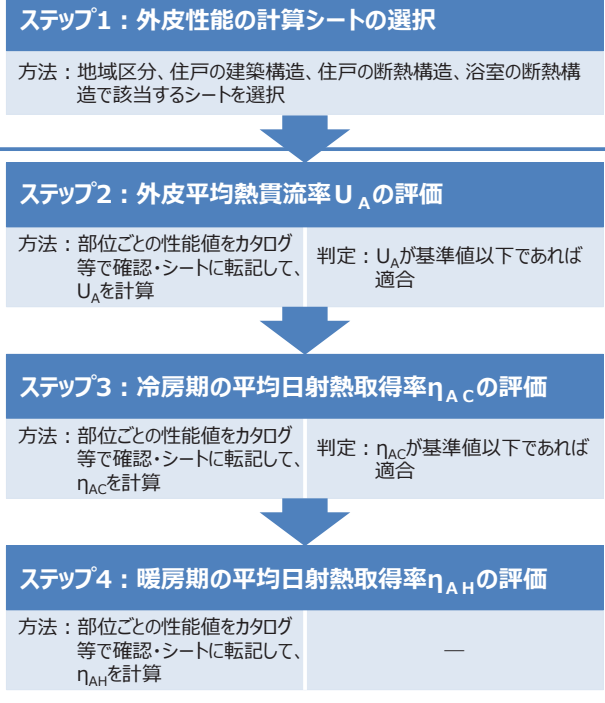 ステップ1：外皮性能の計算シートの選択
方法：地域区分、住戸の建築構造、住戸の断熱構造、浴室の断熱構
造で該当するシートを選択
ステップ2：外皮平均熱貫流率UAの評価
方法：部位ごとの性能値をカタログ
等で確認・シートに転記して、
UAを計算
判定：UAが基準値以下であれば
適合
ステップ3：冷房期の平均日射熱取得率ηACの評価
方法：部位ごとの性能値をカタログ
等で確認・シートに転記して、
ηACを計算
判定：ηACが基準値以下であれば
適合
ステップ4：暖房期の平均日射熱取得率ηAHの評価
方法：部位ごとの性能値をカタログ
等で確認・シートに転記して、
ηAHを計算
―